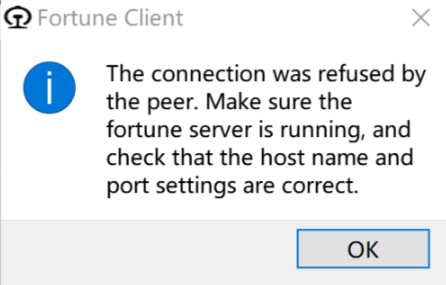 Fortune Client
The connection was refused by
the peer. Make sure the
fortune server is running, and
check that the host name and
port settings are correct.
OK